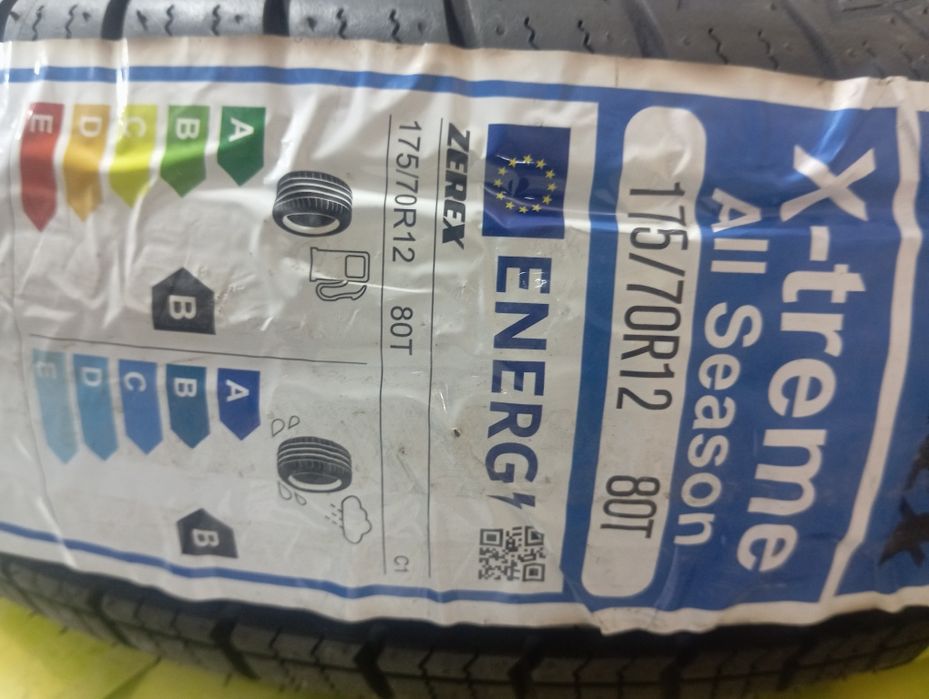 X-treme
All Season
175/70R12 80T
ENERG
ZEREX
175/70R12 80T
C1
A
B
C
D
E
B
A
B
C
D
E
B